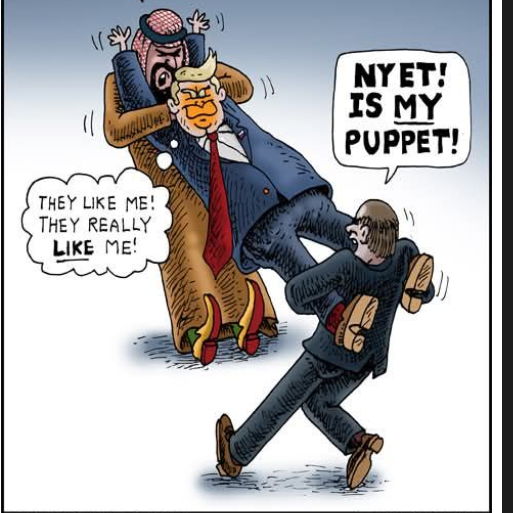 NYET!
IS MY
PUPPET!
THEY LIKE ME!
THEY REALLY
LIKE ME!